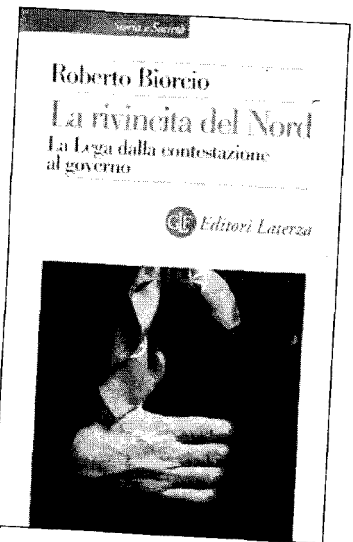 Storia e Società
Roberto Biorcio
La rivincita del Nord
La Lega dalla contestazione
al governo
Editori Laterza